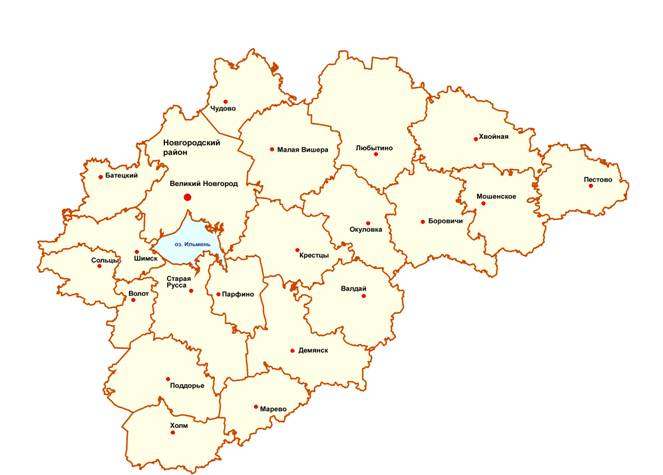 Чудово
Новгородский
район
Малая Вишера
Любытино
Хвойная
Батецкий
Великий Новгород
Пестово
Мошенское
Боровичи
Окуловка
оз. Ильмень
Крестцы
Шимск
Сольцы
Старая
Русса
Волот
Парфино
Валдай
Демянск
Поддорье
Марево
Холм